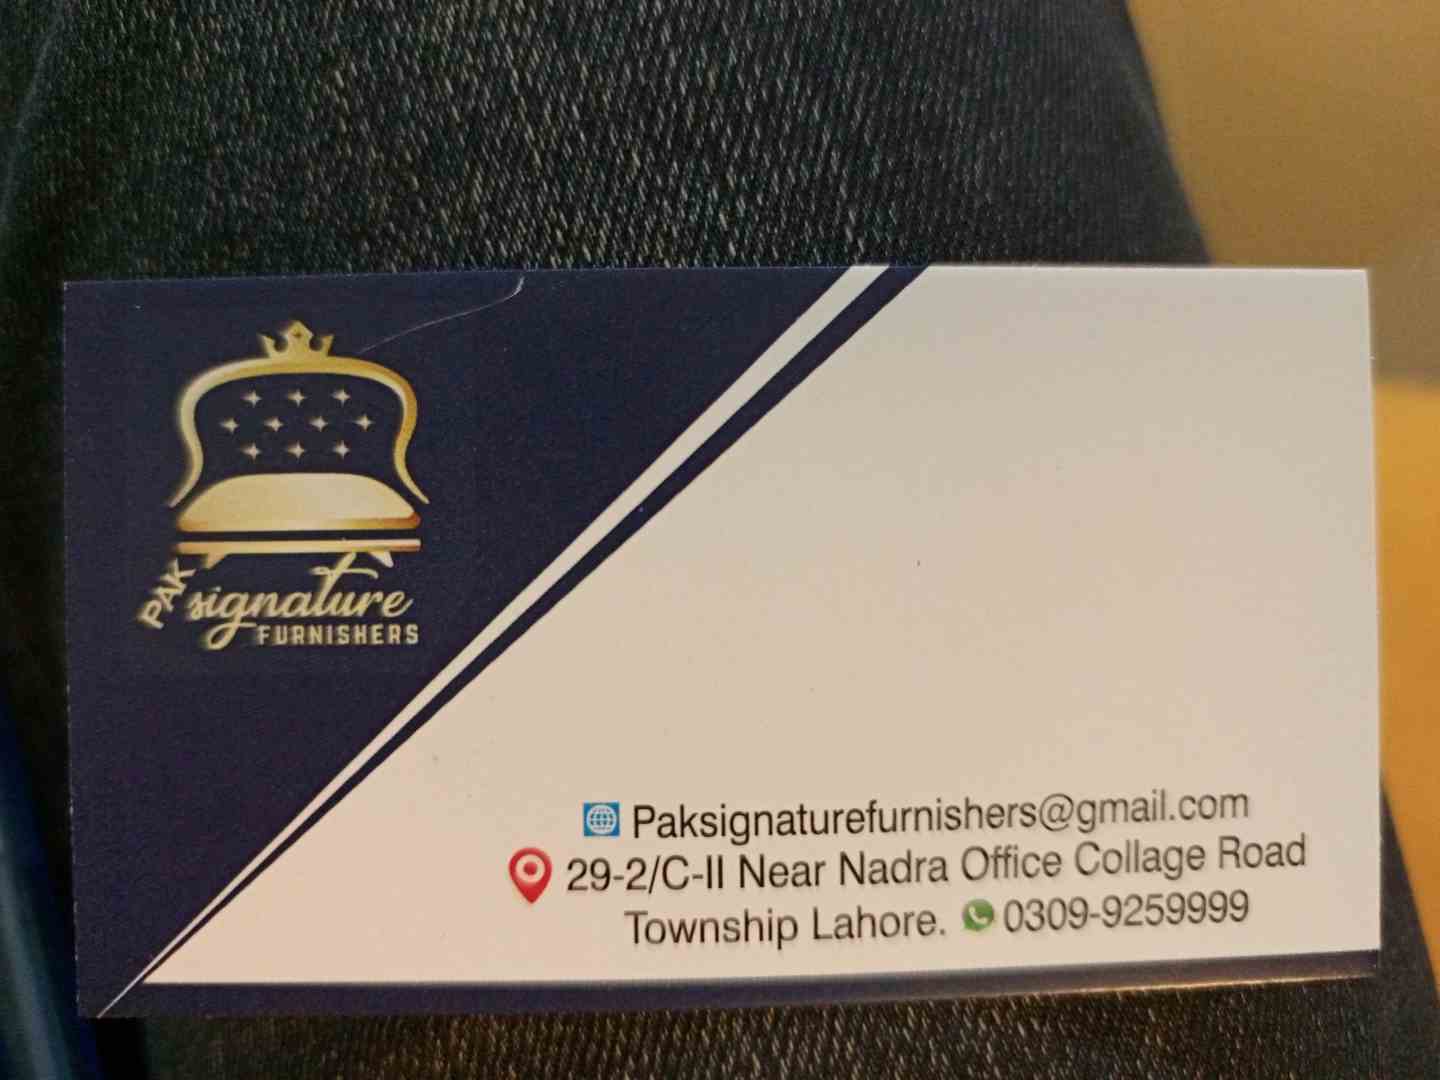 PAK
signature
FURNISHERS
Paksignaturefurnishers@gmail.com
29-2/C-II Near Nadra Office Collage Road
Township Lahore. 0309-9259999